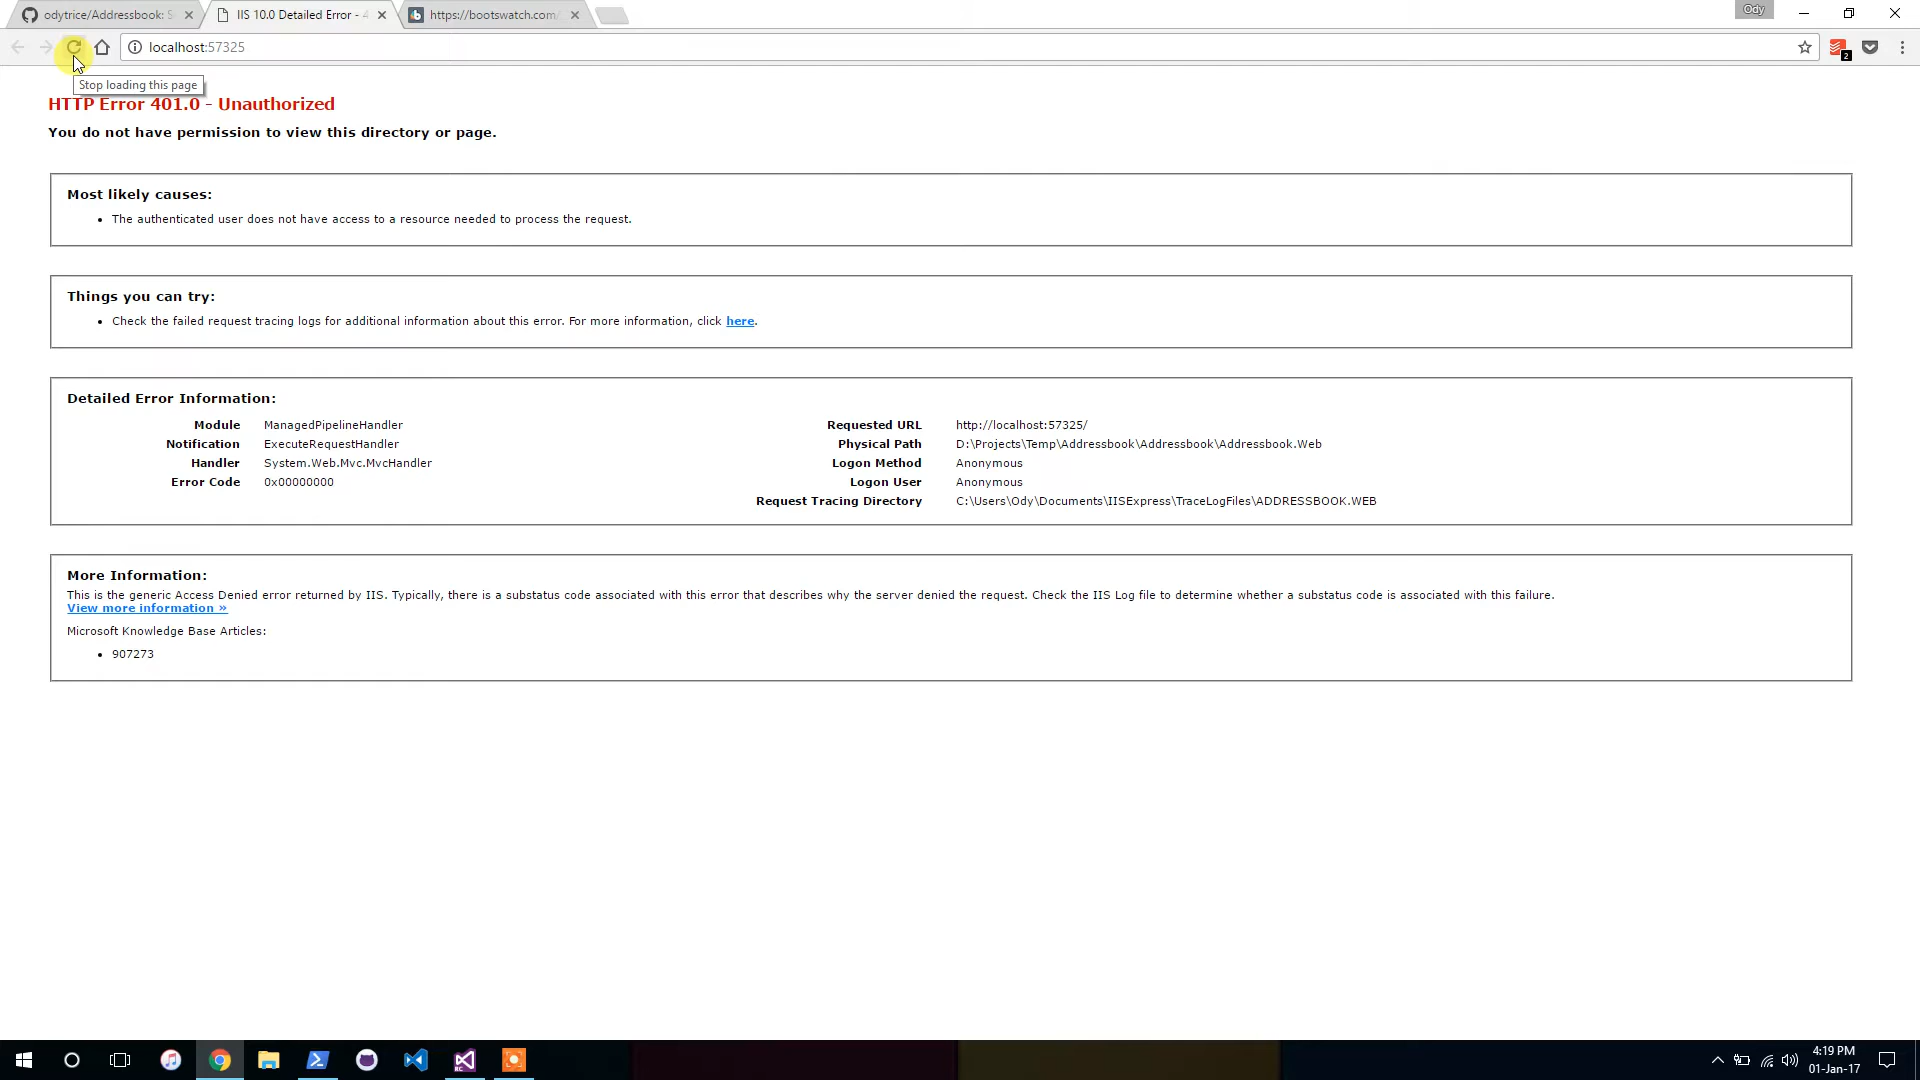 odytrice/Addressbook: S
IIS 10.0 Detailed Error - 4
https://bootswatch.com/
Ody
localhost:57325
2
Stop loading this page
HTTP Error 401.0 - Unauthorized
You do not have permission to view this directory or page.
Most likely causes:
• The authenticated user does not have access to a resource needed to process the request.
Things you can try:
• Check the failed request tracing logs for additional information about this error. For more information, click here.
Detailed Error Information:
Module ManagedPipelineHandler
Notification ExecuteRequestHandler
Handler System.Web.Mvc.MvcHandler
Error Code 0x00000000
Requested URL http://localhost:57325/
Physical Path D:\Projects\Temp\Addressbook\Addressbook\Addressbook.Web
Logon Method Anonymous
Logon User Anonymous
Request Tracing Directory C:\Users\Ody\Documents\IISExpress\TraceLogFiles\ADDRESSBOOK.WEB
More Information:
This is the generic Access Denied error returned by IIS. Typically, there is a substatus code associated with this error that describes why the server denied the request. Check the IIS Log file to determine whether a substatus code is associated with this failure.
View more information »
Microsoft Knowledge Base Articles:
• 907273
4:19 PM
01-Jan-17